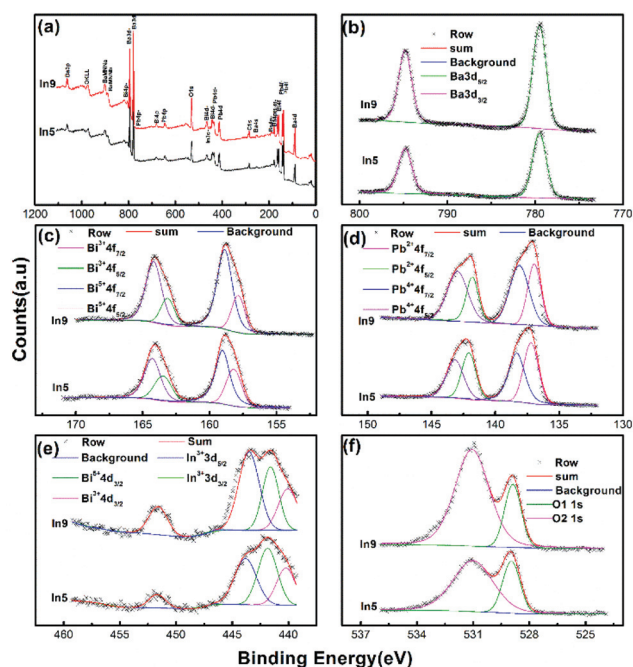 (a)
In9
In5
Ba3p
OKLL
Bi4p
Pb4p
O1s
Pb4d
C1s
Ba4d
1200 1000 800 600 400 200 0
(b)
Row
sum
Background
Ba3d5/2
Ba3d3/2
In9
In5
800 790 780 770
(c)
Row sum Background
Bi3+4f7/2
Bi3+4f5/2
Bi5+4f7/2
Bi5+4f5/2
In9
In5
170 165 160 155
(d)
Row sum Background
Pb2+4f7/2
Pb2+4f5/2
Pb4+4f7/2
Pb4+4f5/2
In9
In5
149 145 140 135 130
(e)
Row Sum
Background In3+3d5/2
Bi5+4d3/2 In3+3d3/2
Bi3+4d3/2
In9
In5
460 455 450 445 440
(f)
Row
sum
Background
O1 1s
O2 1s
In9
In5
536 531 528 525
Counts(a.u)
Binding Energy(eV)